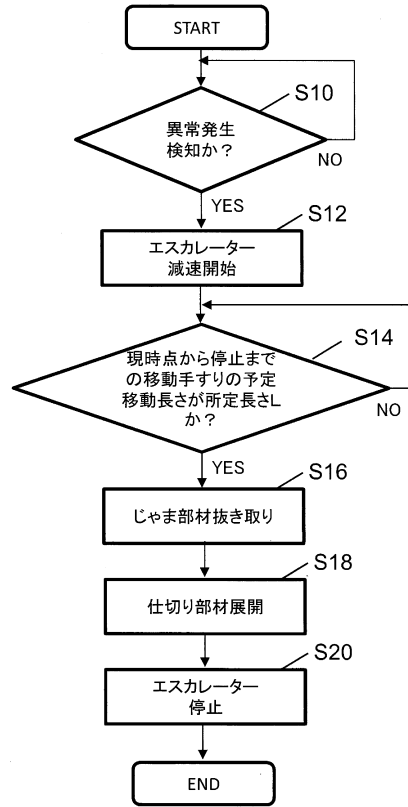 START
S10
異常発生
検知か？
NO
YES
S12
エスカレーター
減速開始
S14
現時点から停止まで
の移動手すりの予定
移動長さが所定長さL
か？
NO
YES
S16
じゃま部材抜き取り
S18
仕切り部材展開
S20
エスカレーター
停止
END